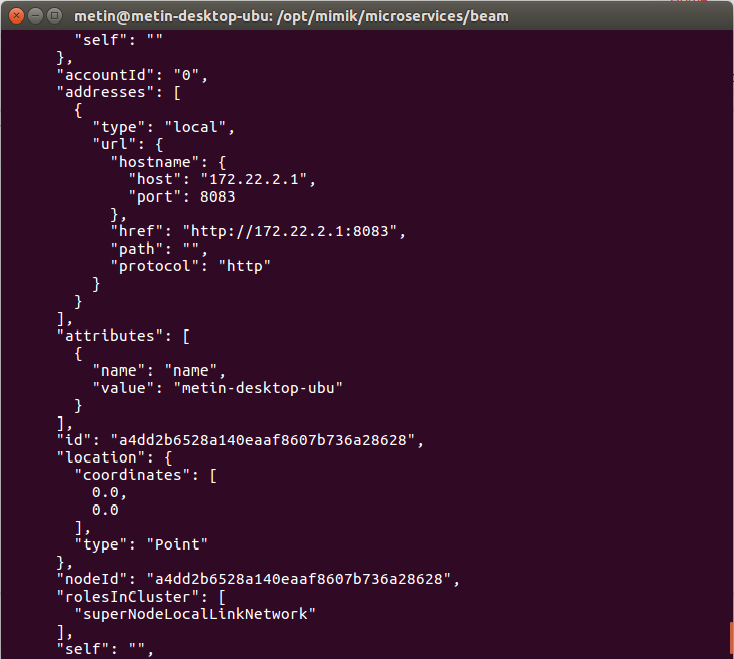 metin@metin-desktop-ubu: /opt/mimik/microservices/beam
"self": ""
},
"accountId": "0",
"addresses": [
{
"type": "local",
"url": {
"hostname": {
"host": "172.22.2.1",
"port": 8083
},
"href": "http://172.22.2.1:8083",
"path": "",
"protocol": "http"
}
}
],
"attributes": [
{
"name": "name",
"value": "metin-desktop-ubu"
}
],
"id": "a4dd2b6528a140eaaf8607b736a28628",
"location": {
"coordinates": [
0.0,
0.0
],
"type": "Point"
},
"nodeId": "a4dd2b6528a140eaaf8607b736a28628",
"rolesInCluster": [
"superNodeLocalLinkNetwork"
],
"self": "",